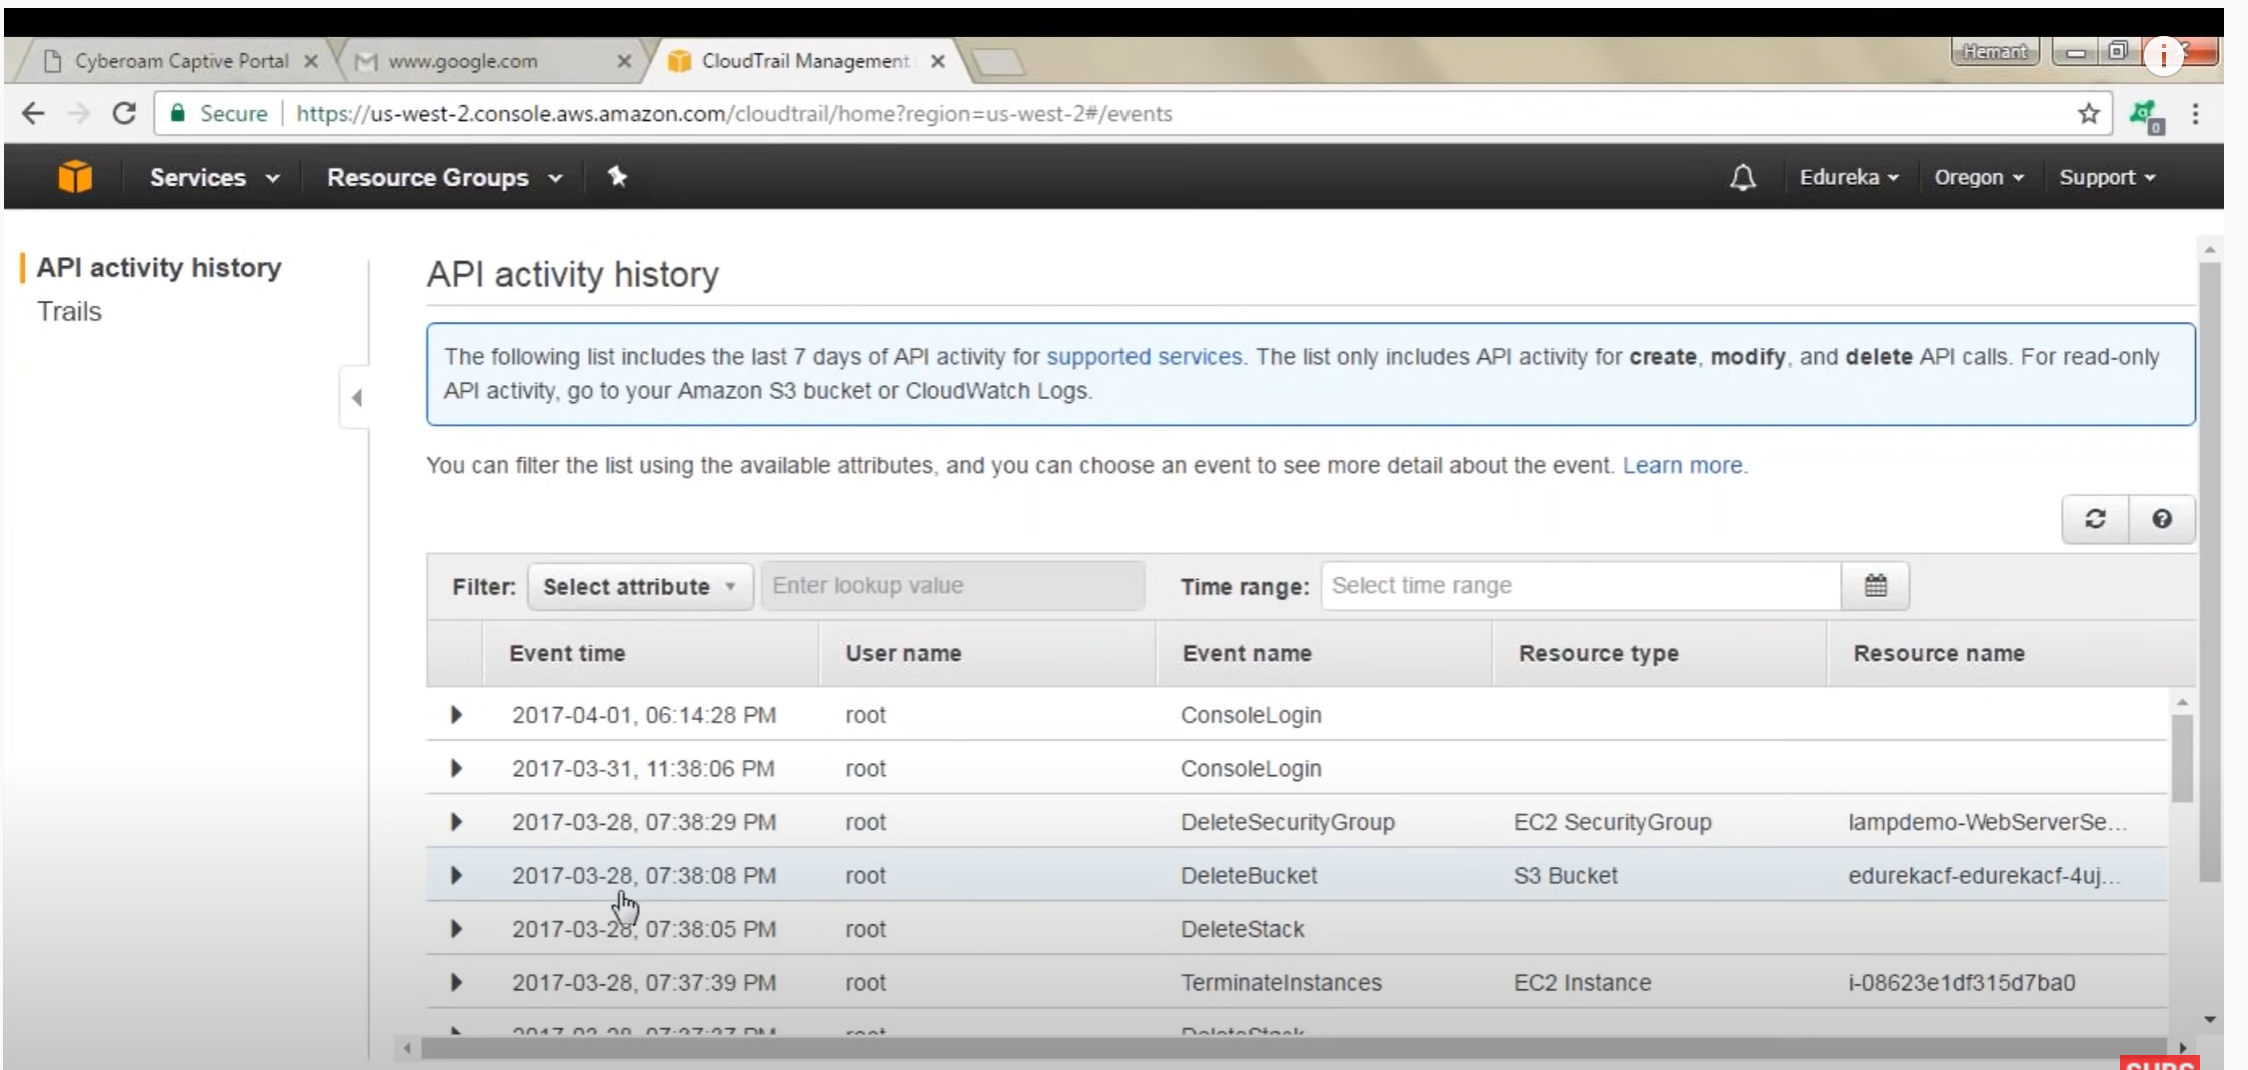 Cyberoam Captive Portal
www.google.com
CloudTrail Management
Hemant
Secure
https://us-west-2.console.aws.amazon.com/cloudtrail/home?region=us-west-2#/events
0
Services
Resource Groups
Edureka
Oregon
Support
API activity history
Trails
API activity history
The following list includes the last 7 days of API activity for supported services. The list only includes API activity for create, modify, and delete API calls. For read-only
API activity, go to your Amazon S3 bucket or CloudWatch Logs.
You can filter the list using the available attributes, and you can choose an event to see more detail about the event. Learn more.
Filter: Select attribute Enter lookup value Time range: Select time range
Event time User name Event name Resource type Resource name
2017-04-01, 06:14:28 PM root ConsoleLogin
2017-03-31, 11:38:06 PM root ConsoleLogin
2017-03-28, 07:38:29 PM root DeleteSecurityGroup EC2 SecurityGroup lampdemo-WebServerSe...
2017-03-28, 07:38:08 PM root DeleteBucket S3 Bucket edurekacf-edurekacf-4uj...
2017-03-28, 07:38:05 PM root DeleteStack
2017-03-28, 07:37:39 PM root TerminateInstances EC2 Instance i-08623e1df315d7ba0
2017-03-28, 07:37:37 PM root DeleteStack